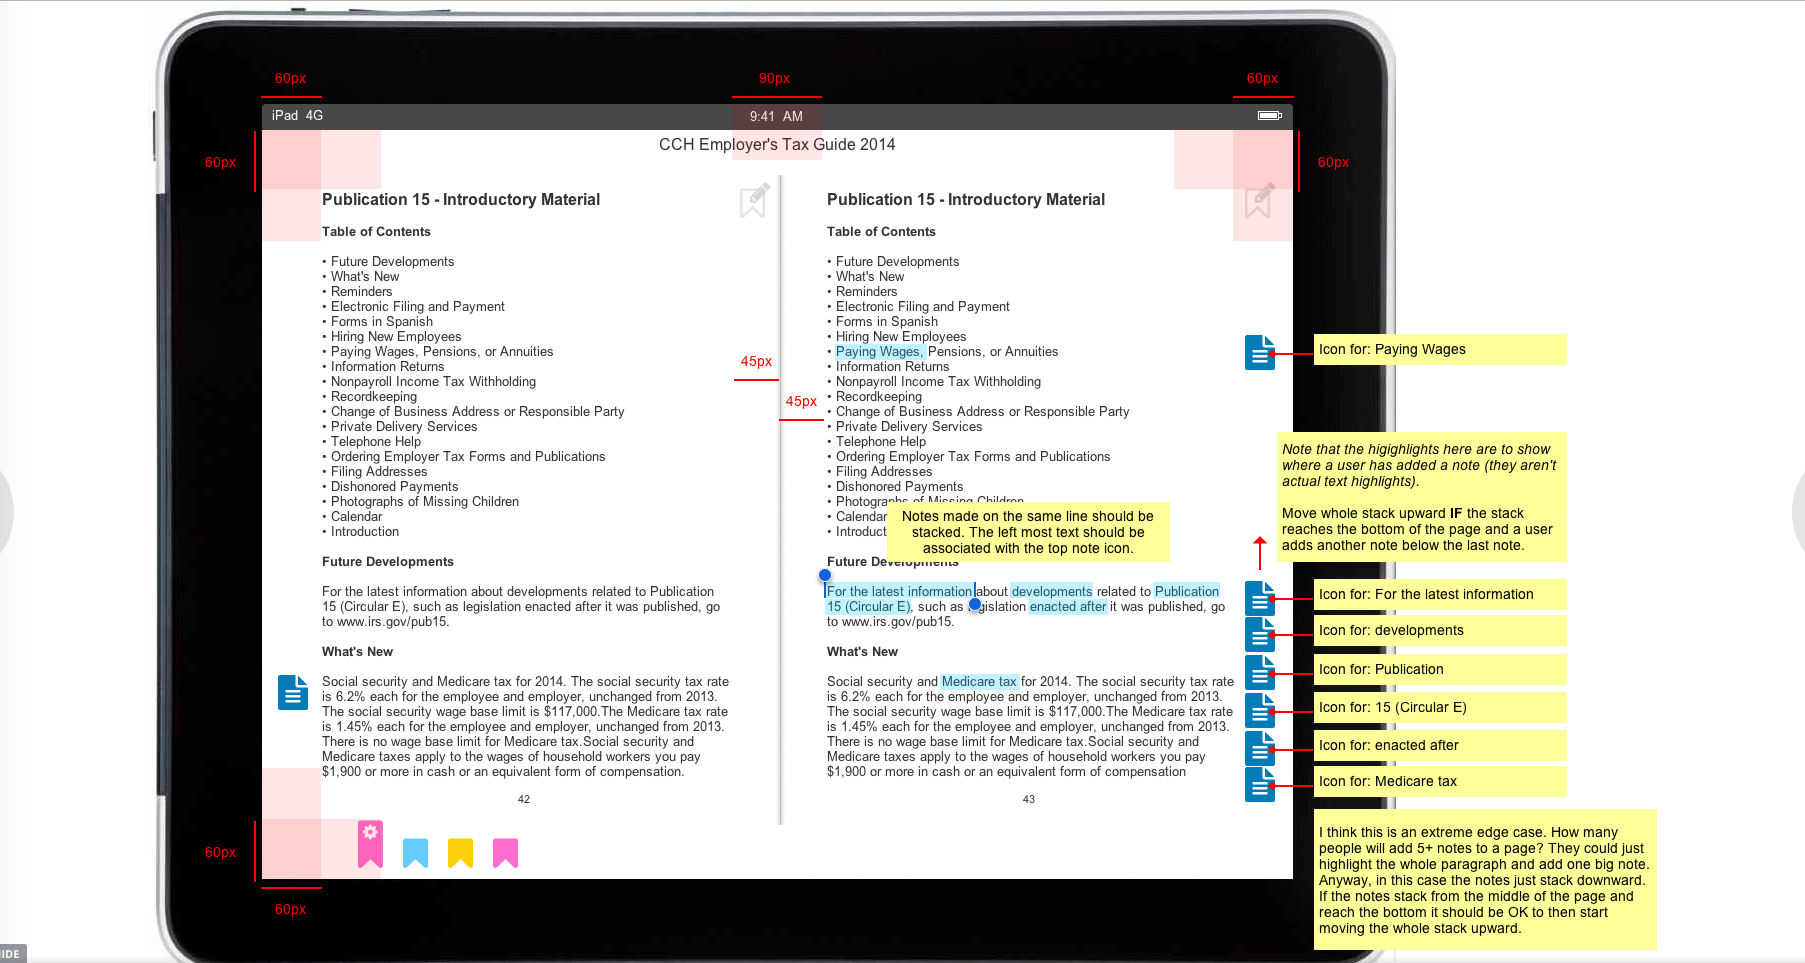 60px
90px
60px
iPad 4G
9:41 AM
60px
60px
CCH Employer's Tax Guide 2014
Publication 15 - Introductory Material
Table of Contents
• Future Developments
• What's New
• Reminders
• Electronic Filing and Payment
• Forms in Spanish
• Hiring New Employees
• Paying Wages, Pensions, or Annuities
• Information Returns
• Nonpayroll Income Tax Withholding
• Recordkeeping
• Change of Business Address or Responsible Party
• Private Delivery Services
• Telephone Help
• Ordering Employer Tax Forms and Publications
• Filing Addresses
• Dishonored Payments
• Photographs of Missing Children
• Calendar
• Introduction
Future Developments
For the latest information about developments related to Publication
15 (Circular E), such as legislation enacted after it was published, go
to www.irs.gov/pub15.
What's New
Social security and Medicare tax for 2014. The social security tax rate
is 6.2% each for the employee and employer, unchanged from 2013.
The social security wage base limit is $117,000.The Medicare tax rate
is 1.45% each for the employee and employer, unchanged from 2013.
There is no wage base limit for Medicare tax.Social security and
Medicare taxes apply to the wages of household workers you pay
$1,900 or more in cash or an equivalent form of compensation.
42
45px
45px
Publication 15 - Introductory Material
Table of Contents
• Future Developments
• What's New
• Reminders
• Electronic Filing and Payment
• Forms in Spanish
• Hiring New Employees
• Paying Wages, Pensions, or Annuities
• Information Returns
• Nonpayroll Income Tax Withholding
• Recordkeeping
• Change of Business Address or Responsible Party
• Private Delivery Services
• Telephone Help
• Ordering Employer Tax Forms and Publications
• Filing Addresses
• Dishonored Payments
• Photographs of Missing Children
• Calendar
• Introduct
Notes made on the same line should be
stacked. The left most text should be
associated with the top note icon.
Future Developments
For the latest information about developments related to Publication
15 (Circular E), such as legislation enacted after it was published, go
to www.irs.gov/pub15.
What's New
Social security and Medicare tax for 2014. The social security tax rate
is 6.2% each for the employee and employer, unchanged from 2013.
The social security wage base limit is $117,000.The Medicare tax rate
is 1.45% each for the employee and employer, unchanged from 2013.
There is no wage base limit for Medicare tax.Social security and
Medicare taxes apply to the wages of household workers you pay
$1,900 or more in cash or an equivalent form of compensation
43
Icon for: Paying Wages
Note that the higighlights here are to show
where a user has added a note (they aren't
actual text highlights).
Move whole stack upward IF the stack
reaches the bottom of the page and a user
adds another note below the last note.
Icon for: For the latest information
Icon for: developments
Icon for: Publication
Icon for: 15 (Circular E)
Icon for: enacted after
Icon for: Medicare tax
I think this is an extreme edge case. How many
people will add 5+ notes to a page? They could just
highlight the whole paragraph and add one big note.
Anyway, in this case the notes just stack downward.
If the notes stack from the middle of the page and
reach the bottom it should be OK to then start
moving the whole stack upward.
60px
60px
IDE